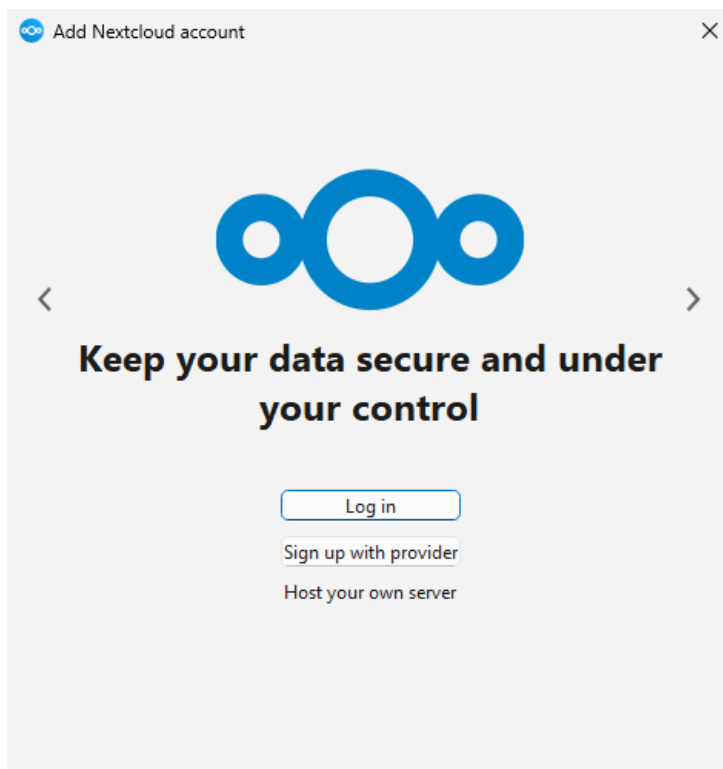 Add Nextcloud account
Keep your data secure and under
your control
Log in
Sign up with provider
Host your own server